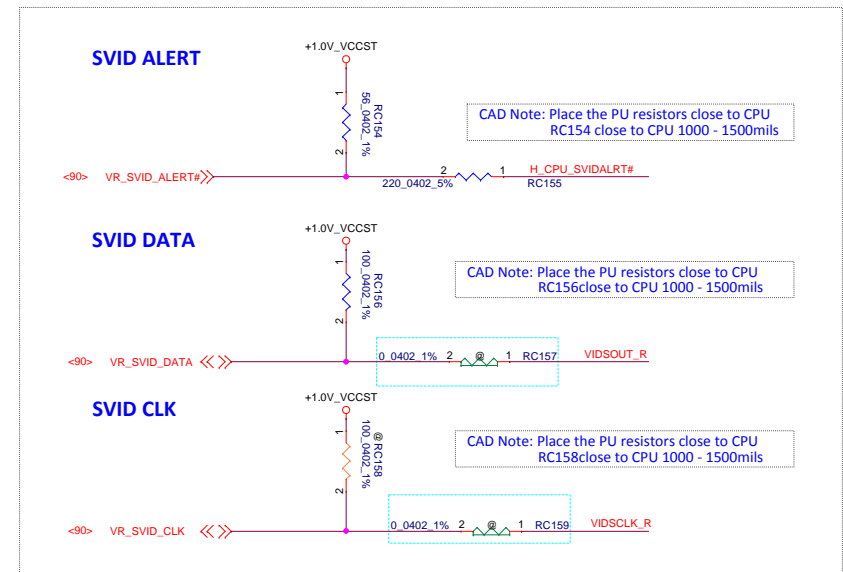 SVID ALERT
+1.0V_VCCST
1
RC154
56_0402_1%
2
CAD Note: Place the PU resistors close to CPU
RC154 close to CPU 1000 - 1500mils
<90> VR_SVID_ALERT#
2 1 H_CPU_SVIDALRT#
220_0402_5% RC155
SVID DATA
+1.0V_VCCST
1
RC156
100_0402_1%
2
CAD Note: Place the PU resistors close to CPU
RC156close to CPU 1000 - 1500mils
0_0402_1% 2 @ 1 RC157 VIDSOUT_R
<90> VR_SVID_DATA
SVID CLK
+1.0V_VCCST
1
@RC158
100_0402_1%
2
CAD Note: Place the PU resistors close to CPU
RC158close to CPU 1000 - 1500mils
0_0402_1% 2 @ 1 RC159 VIDSCLK_R
<90> VR_SVID_CLK